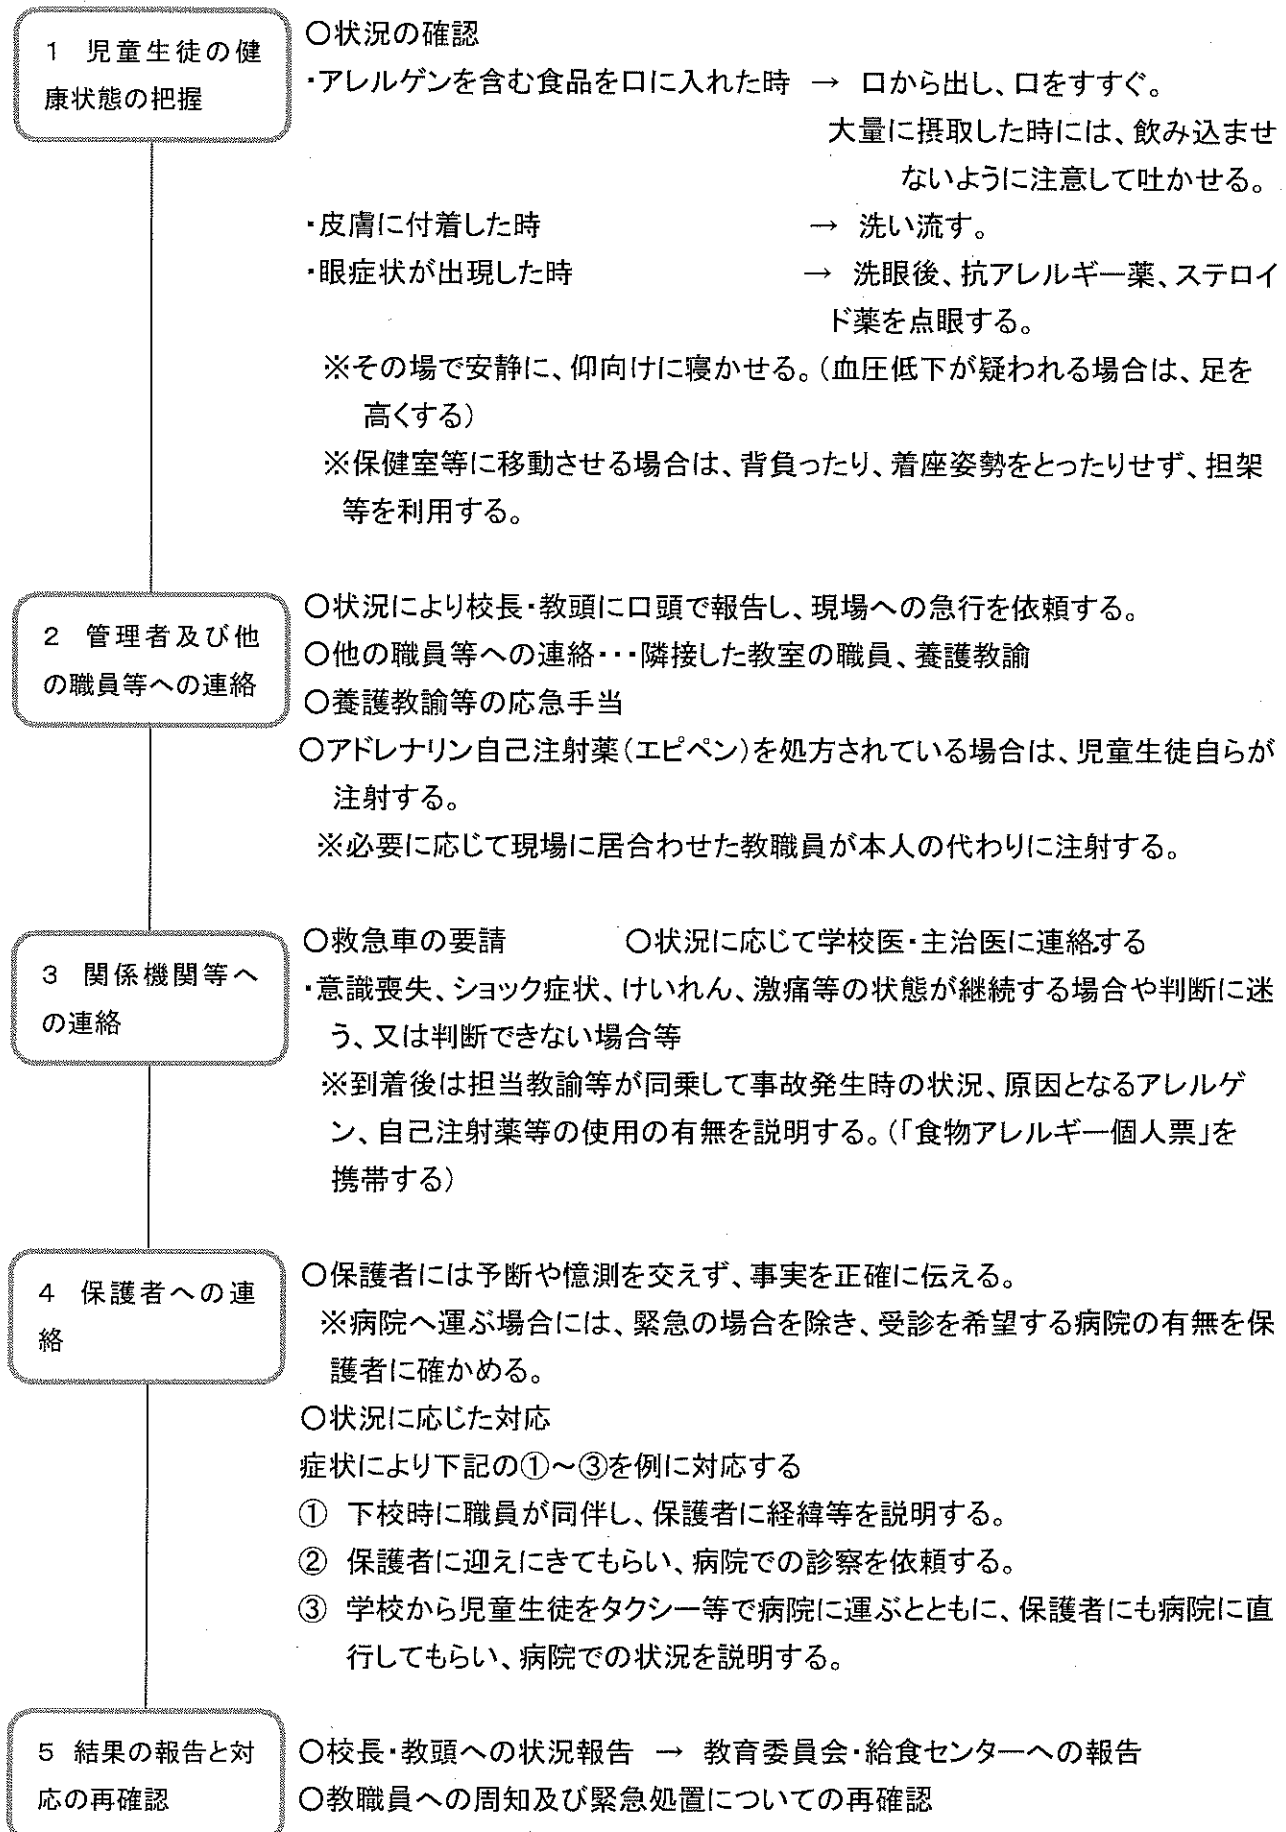 1 児童生徒の健
康状態の把握
○状況の確認
・アレルゲンを含む食品を口に入れた時 → 口から出し、口をすすぐ。
大量に摂取した時には、飲み込ませ
ないように注意して吐かせる。
・皮膚に付着した時 → 洗い流す。
・眼症状が出現した時 → 洗眼後、抗アレルギー薬、ステロイ
ド薬を点眼する。
※その場で安静に、仰向けに寝かせる。(血圧低下が疑われる場合は、足を
高くする)
※保健室等に移動させる場合は、背負ったり、着座姿勢をとったりせず、担架
等を利用する。
2 管理者及び他
の職員等への連絡
○状況により校長・教頭に口頭で報告し、現場への急行を依頼する。
○他の職員等への連絡・・・隣接した教室の職員、養護教諭
○養護教諭等の応急手当
○アドレナリン自己注射薬(エピペン)を処方されている場合は、児童生徒自らが
注射する。
※必要に応じて現場に居合わせた教職員が本人の代わりに注射する。
3 関係機関等へ
の連絡
○救急車の要請 ○状況に応じて学校医・主治医に連絡する
・意識喪失、ショック症状、けいれん、激痛等の状態が継続する場合や判断に迷
う、又は判断できない場合等
※到着後は担当教諭等が同乗して事故発生時の状況、原因となるアレルゲ
ン、自己注射薬等の使用の有無を説明する。(「食物アレルギー個人票」を
携帯する)
4 保護者への連
絡
○保護者には予断や憶測を交えず、事実を正確に伝える。
※病院へ運ぶ場合には、緊急の場合を除き、受診を希望する病院の有無を保
護者に確かめる。
○状況に応じた対応
症状により下記の①~③を例に対応する
① 下校時に職員が同伴し、保護者に経緯等を説明する。
② 保護者に迎えにきてもらい、病院での診察を依頼する。
③ 学校から児童生徒をタクシー等で病院に運ぶとともに、保護者にも病院に直
行してもらい、病院での状況を説明する。
5 結果の報告と対
応の再確認
○校長・教頭への状況報告 → 教育委員会・給食センターへの報告
○教職員への周知及び緊急処置についての再確認